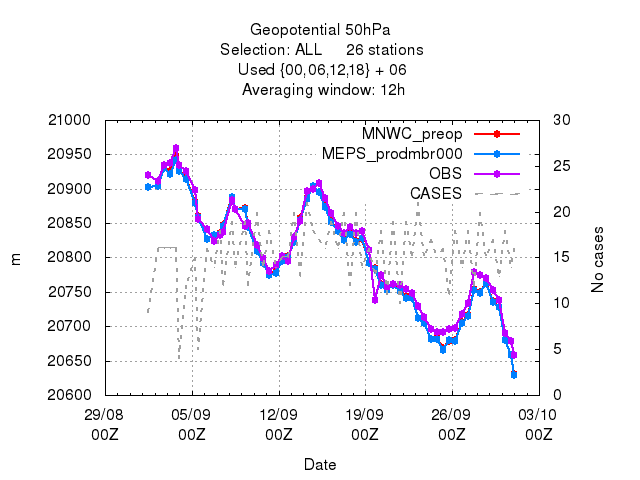 Geopotential 50hPa
Selection: ALL 26 stations
Used {00,06,12,18} + 06
Averaging window: 12h
21000
20950
20900
20850
20800
20750
20700
20650
20600
m
30
25
20
15
10
5
0
No cases
MNWC_preop
MEPS_prodmbr000
OBS
CASES
29/08 05/09 12/09 19/09 26/09 03/10
00Z 00Z 00Z 00Z 00Z 00Z
Date